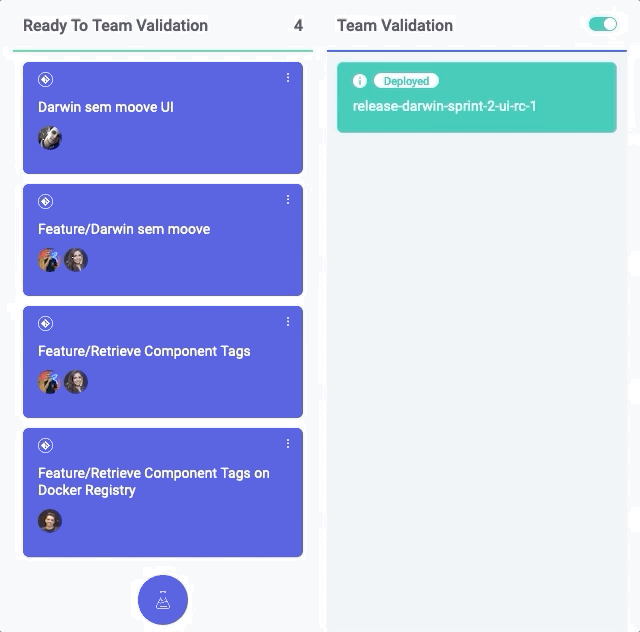 Ready To Team Validation 4
Darwin sem moove UI
Feature/Darwin sem moove
Feature/Retrieve Component Tags
Feature/Retrieve Component Tags on
Docker Registry
Team Validation
Deployed
release-darwin-sprint-2-ui-rc-1